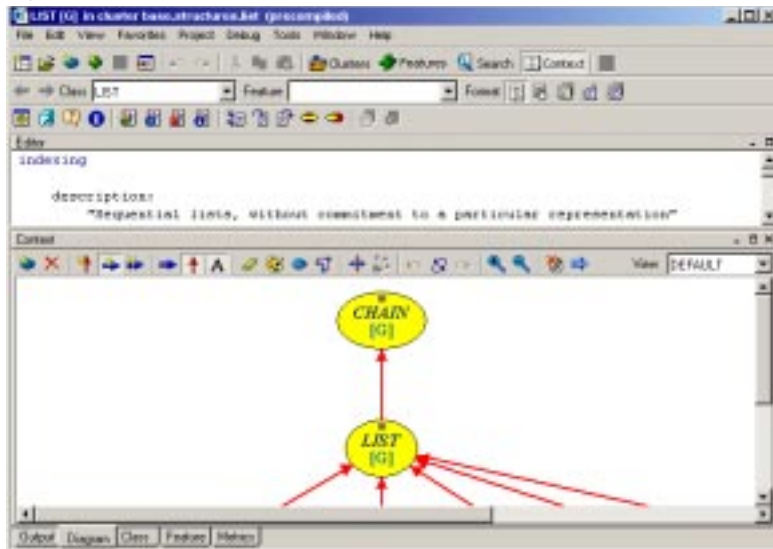 LIST [G] in cluster base.structures.list (precompiled)
File Edit View Favorites Project Debug Tools Window Help
Clusters Features Search Context
Class LIST Feature Format
Editor
indexing
description:
"Sequential lists, without commitment to a particular representation"
Context
A View DEFAULT
CHAIN
[G]
LIST
[G]
Output Diagram Class Feature Metrics